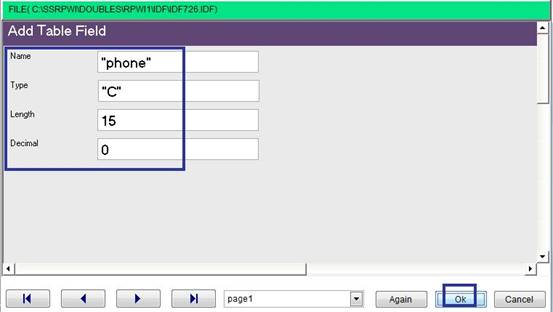 FILE( C:\SSRPWI\DOUBLES\RPWI1\IDF\IDF726.IDF)
Add Table Field
Name "phone"
Type "C"
Length 15
Decimal 0
page1 Again Ok Cancel